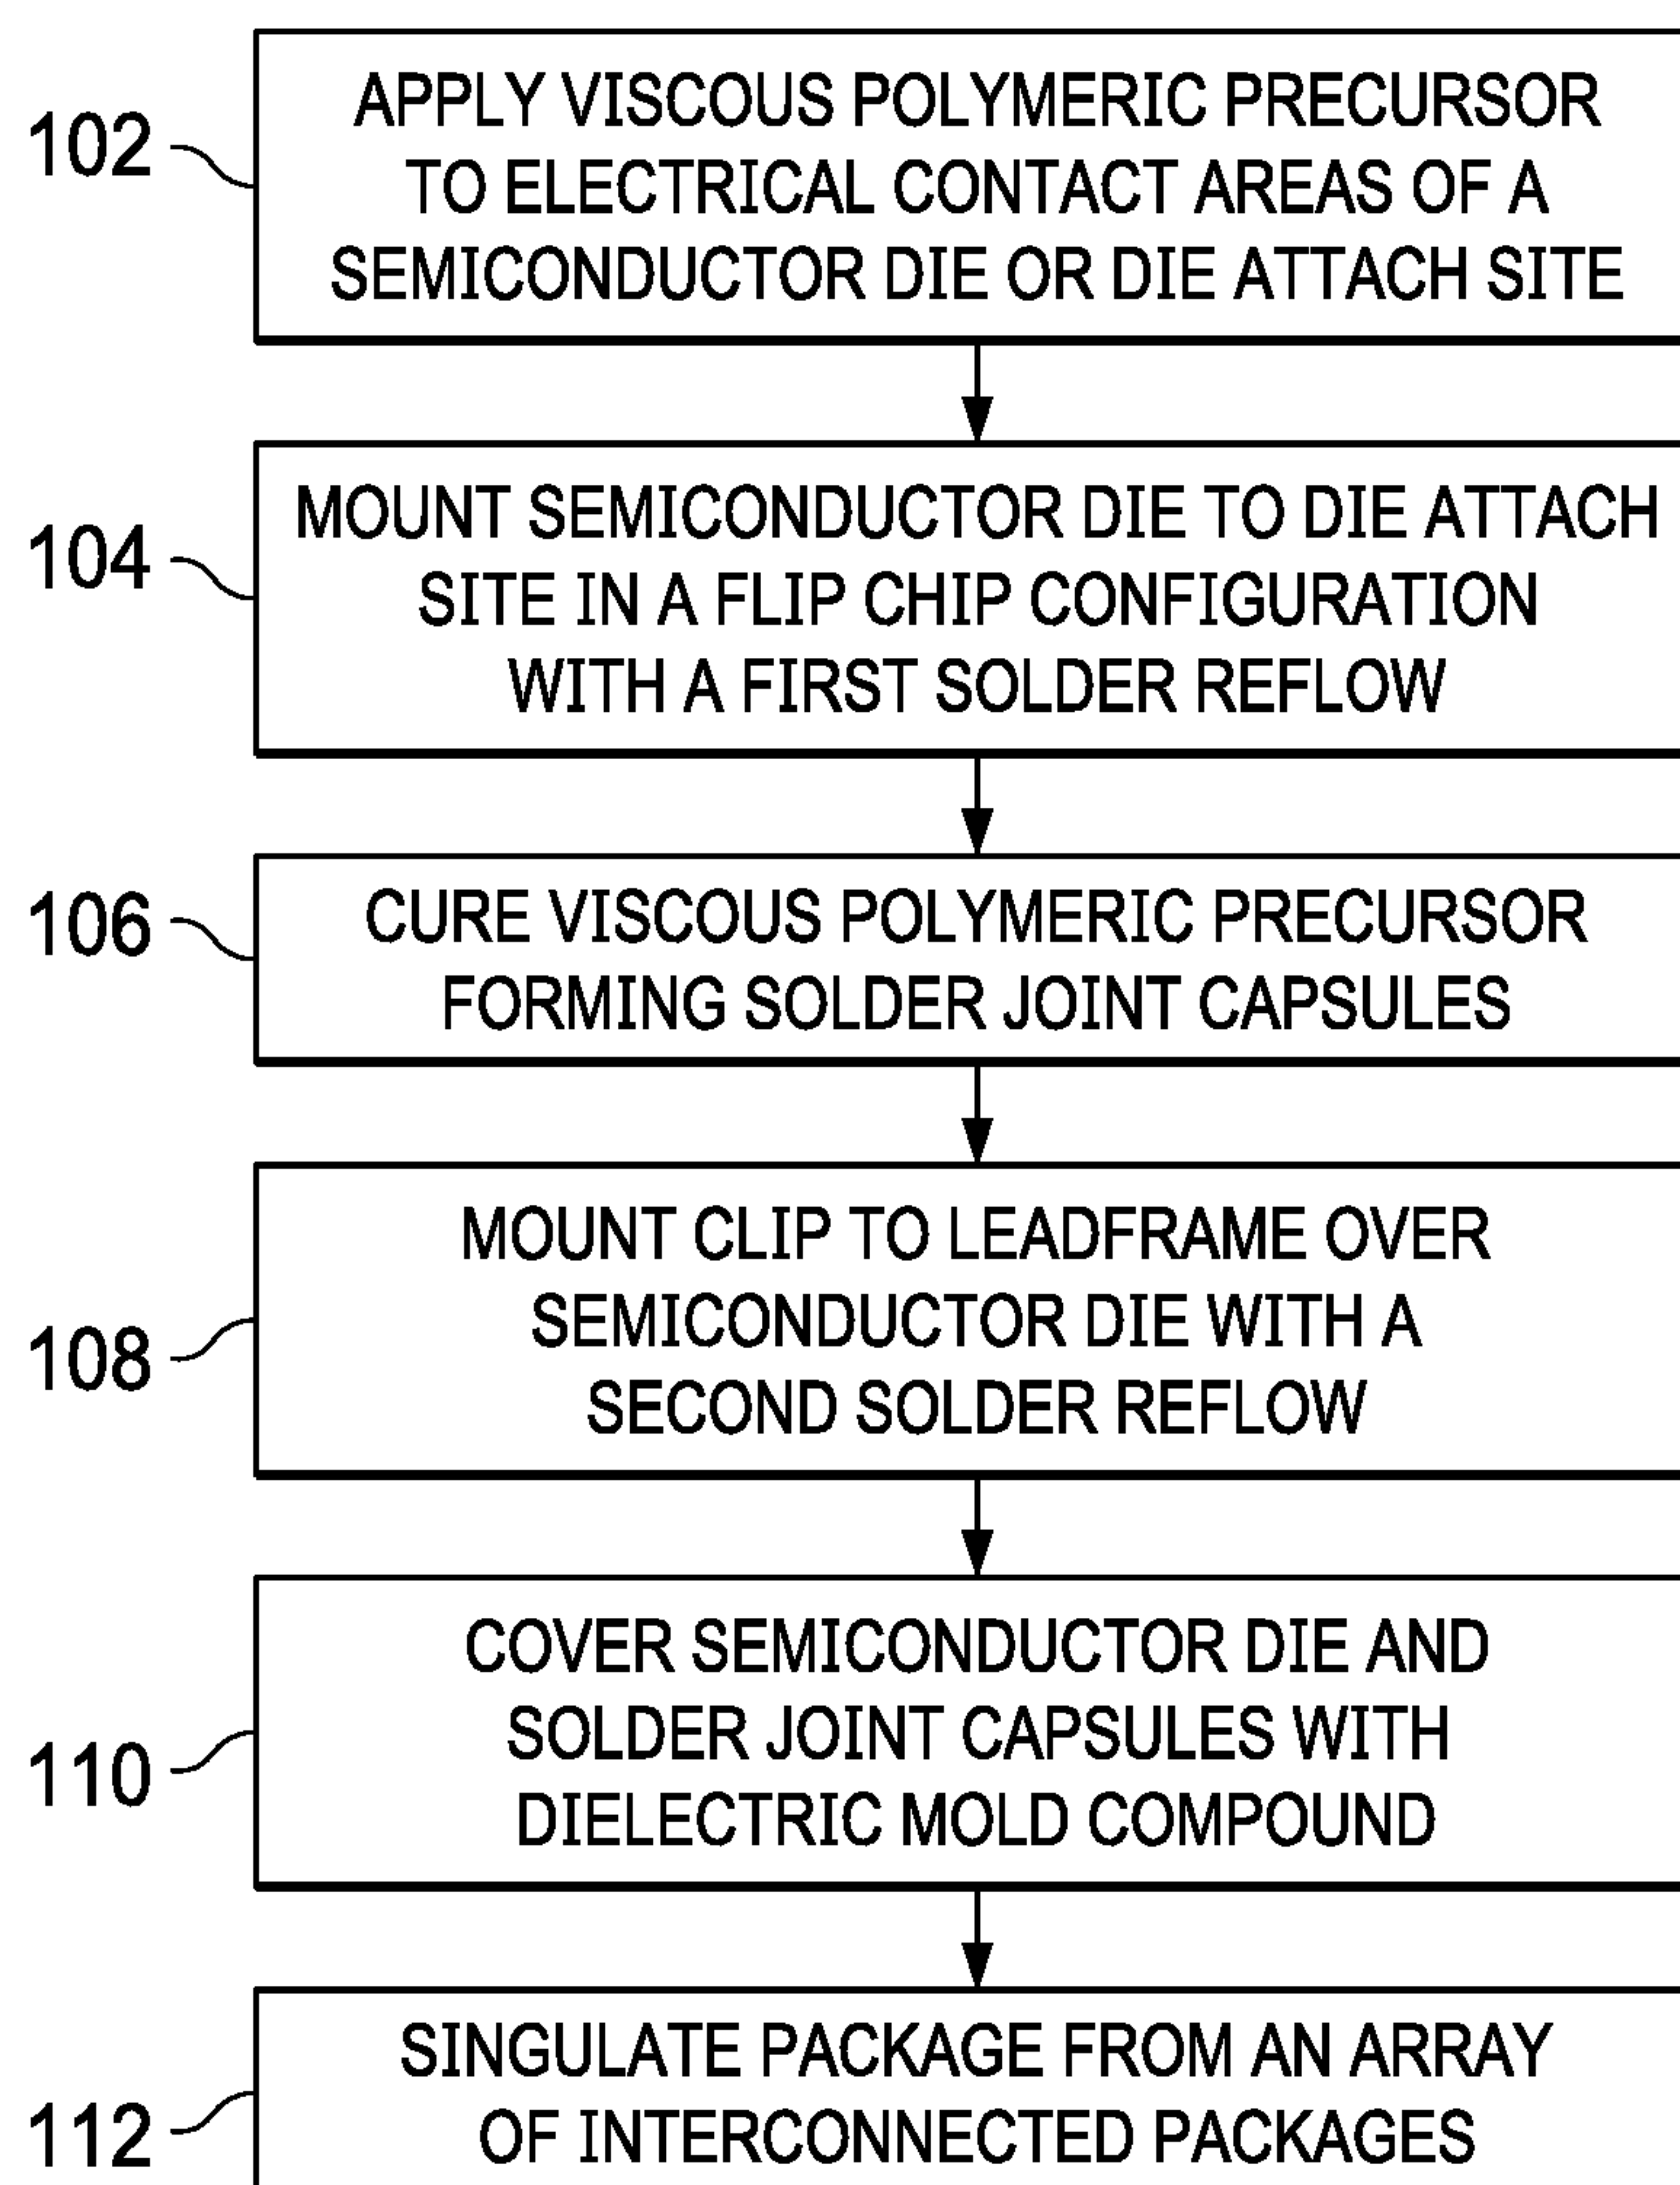 102
APPLY VISCOUS POLYMERIC PRECURSOR
TO ELECTRICAL CONTACT AREAS OF A
SEMICONDUCTOR DIE OR DIE ATTACH SITE
104
MOUNT SEMICONDUCTOR DIE TO DIE ATTACH
SITE IN A FLIP CHIP CONFIGURATION
WITH A FIRST SOLDER REFLOW
106
CURE VISCOUS POLYMERIC PRECURSOR
FORMING SOLDER JOINT CAPSULES
108
MOUNT CLIP TO LEADFRAME OVER
SEMICONDUCTOR DIE WITH A
SECOND SOLDER REFLOW
110
COVER SEMICONDUCTOR DIE AND
SOLDER JOINT CAPSULES WITH
DIELECTRIC MOLD COMPOUND
112
SINGULATE PACKAGE FROM AN ARRAY
OF INTERCONNECTED PACKAGES